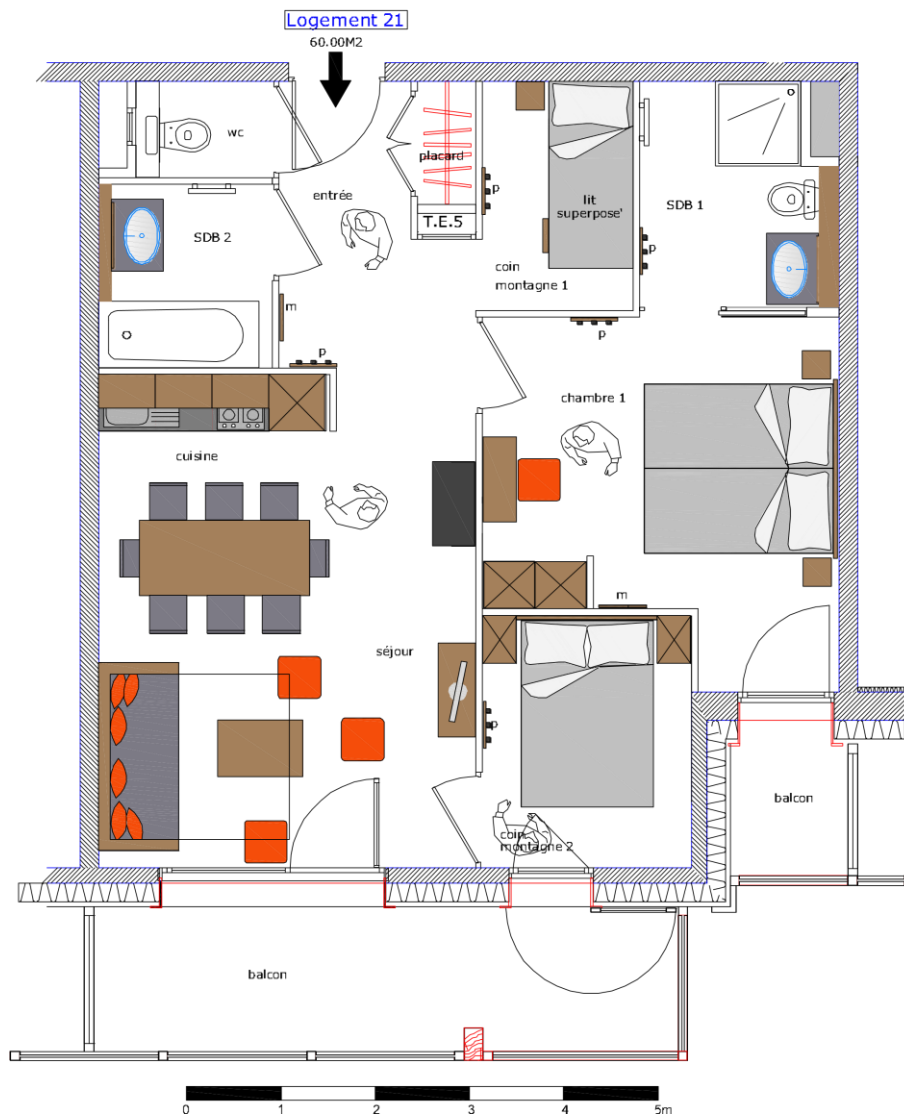 Logement 21
60.00M2
wc
placard
p
entrée
lit
superpose'
SDB 1
T.E.5
SDB 2
p
coin
montagne 1
m
p
p
chambre 1
cuisine
m
séjour
p
balcon
coin
montagne 2
balcon
0 1 2 3 4 5m